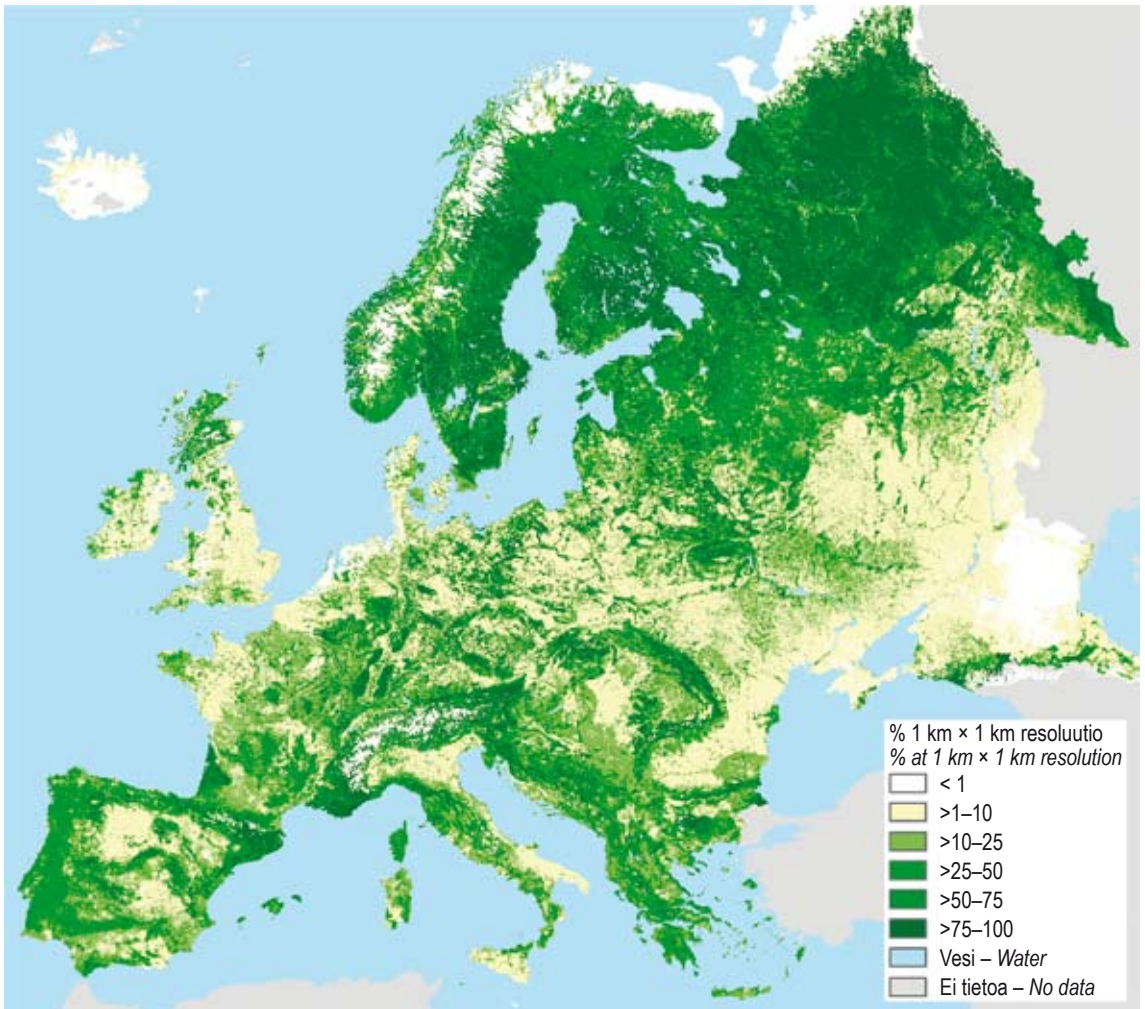 % 1 km × 1 km resoluutio
% at 1 km × 1 km resolution
< 1
>1–10
>10–25
>25–50
>50–75
>75–100
Vesi – Water
Ei tietoa – No data